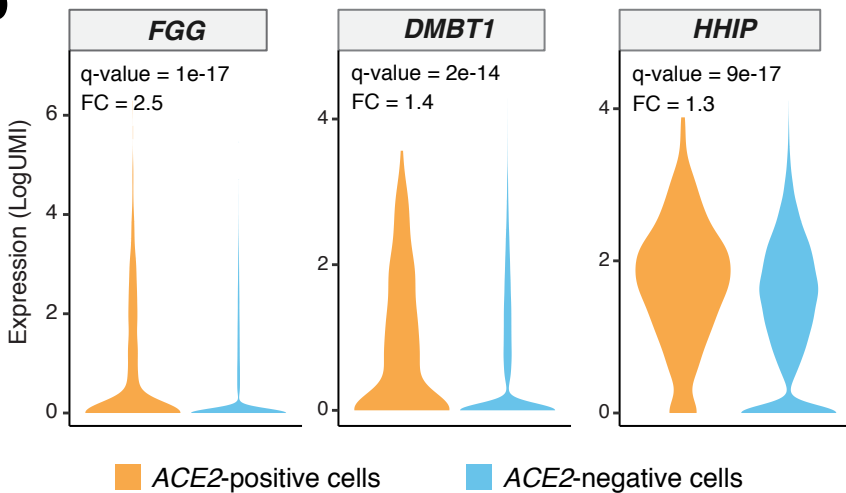 FGG
DMBT1
HHIP
q-value = 1e-17
FC = 2.5
q-value = 2e-14
FC = 1.4
q-value = 9e-17
FC = 1.3
Expression (LogUMI)
6
4
2
0
4
2
0
4
2
0
ACE2-positive cells
ACE2-negative cells